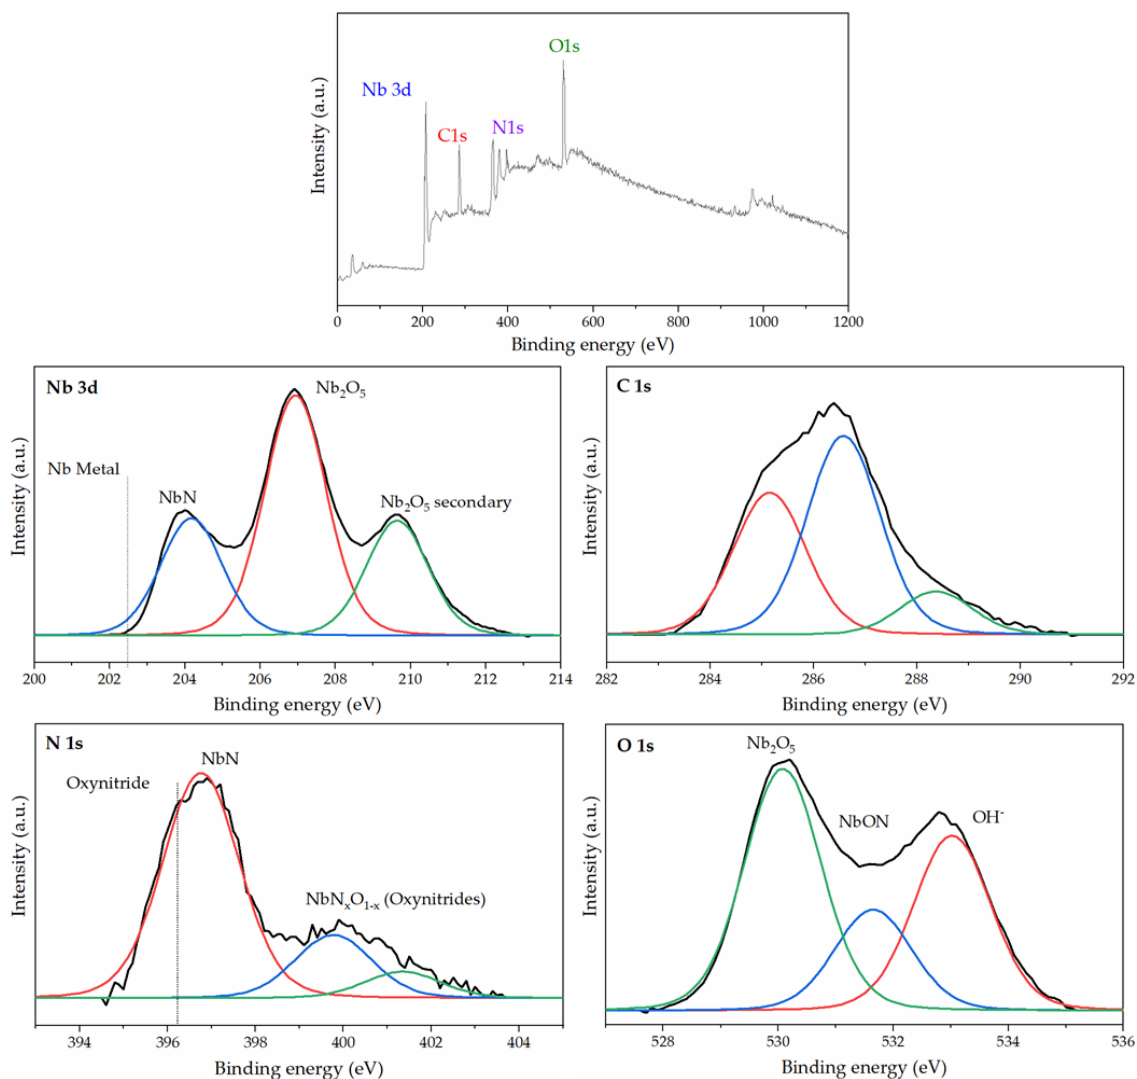 O1s
Nb 3d
C1s
N1s
Intensity (a.u.)
0 200 400 600 800 1000 1200
Binding energy (eV)
Nb 3d
Nb₂O₅
Nb Metal
NbN
Nb₂O₅ secondary
Intensity (a.u.)
200 202 204 206 208 210 212 214
Binding energy (eV)
C 1s
Intensity (a.u.)
282 284 286 288 290 292
Binding energy (eV)
N 1s
NbN
Oxynitride
NbNₓO₁₋ₓ (Oxynitrides)
Intensity (a.u.)
394 396 398 400 402 404
Binding energy (eV)
O 1s
Nb₂O₅
NbON
OH⁻
Intensity (a.u.)
528 530 532 534 536
Binding energy (eV)